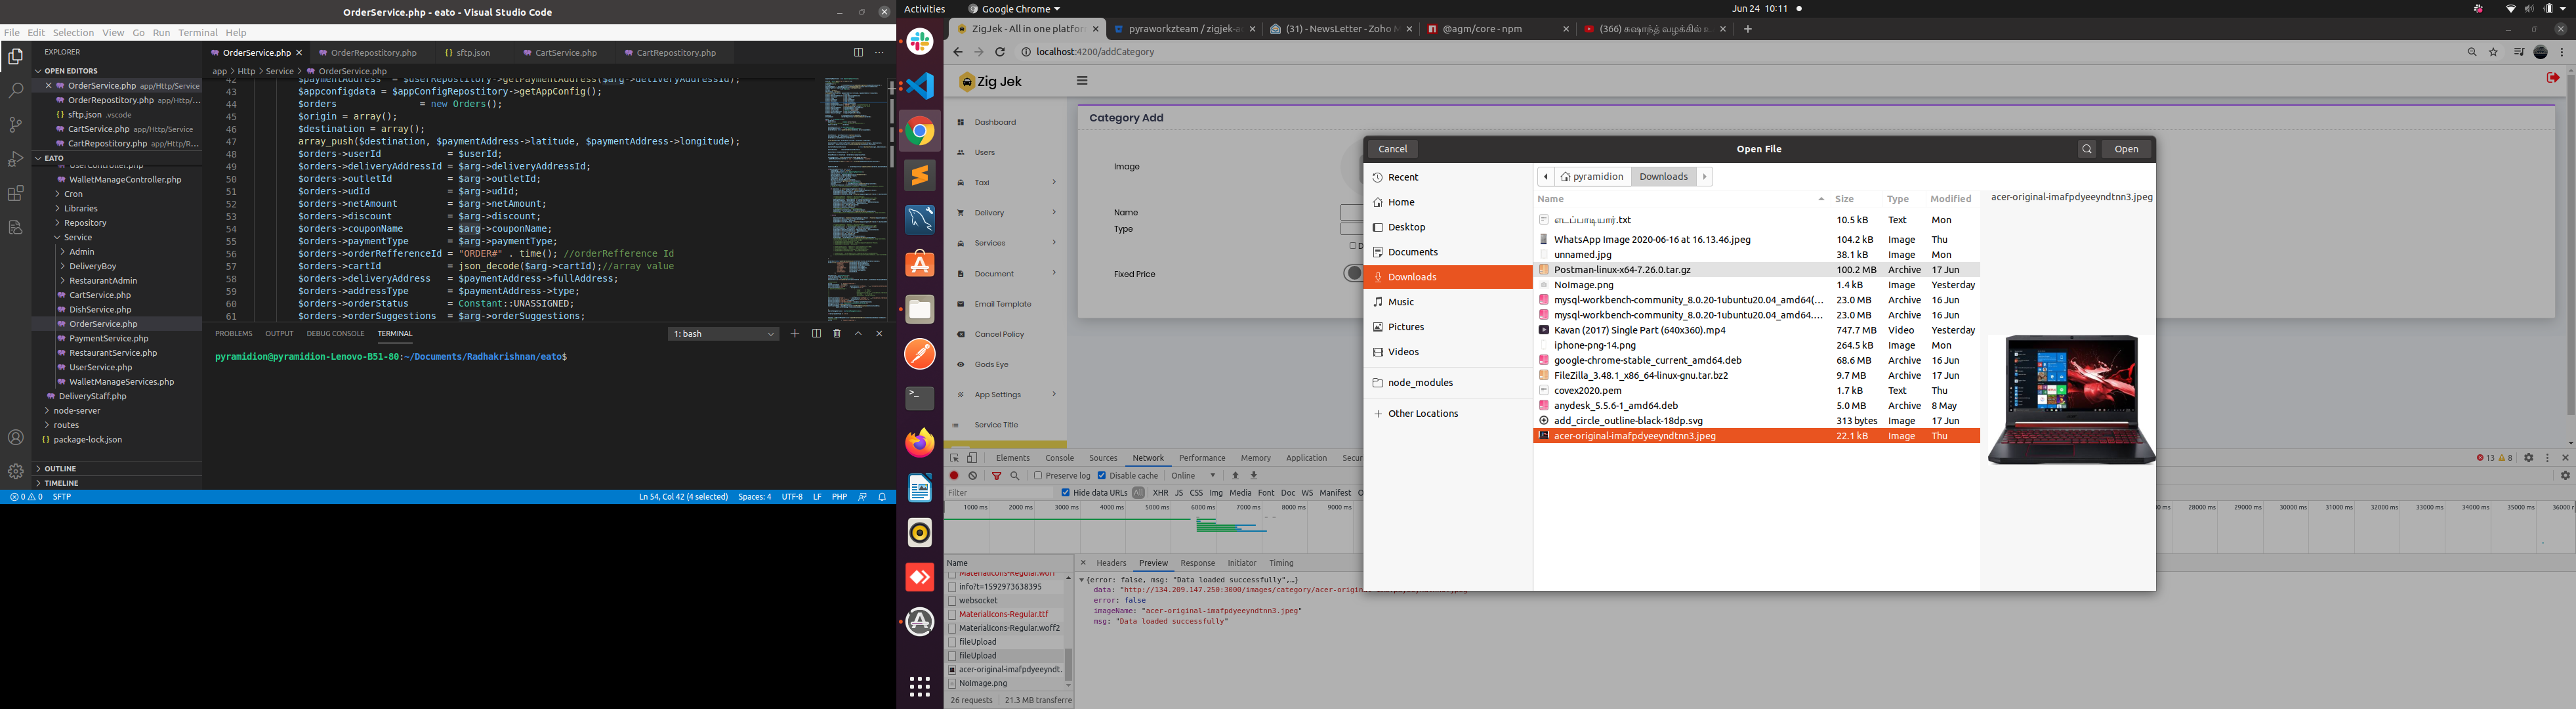 OrderService.php - eato - Visual Studio Code
File Edit Selection View Go Run Terminal Help
EXPLORER
OPEN EDITORS
OrderService.php app/Http/Service
OrderRepostitory.php app/Http/...
sftp.json .vscode
CartService.php app/Http/Service
CartRepostitory.php app/Http/R...
EATO
WalletManageController.php
Cron
Libraries
Repository
Service
Admin
DeliveryBoy
RestaurantAdmin
CartService.php
DishService.php
OrderService.php
PaymentService.php
RestaurantService.php
UserService.php
WalletManageServices.php
DeliveryStaff.php
node-server
routes
package-lock.json
OUTLINE
TIMELINE
OrderService.php OrderRepostitory.php sftp.json CartService.php CartRepostitory.php
app > Http > Service > OrderService.php
42 $paymentAddress = $userRepostitory->getPaymentAddress($arg->deliveryAddressId);
43 $appconfigdata = $appConfigRepostitory->getAppConfig();
44 $orders = new Orders();
45 $origin = array();
46 $destination = array();
47 array_push($destination, $paymentAddress->latitude, $paymentAddress->longitude);
48 $orders->userId = $userId;
49 $orders->deliveryAddressId = $arg->deliveryAddressId;
50 $orders->outletId = $arg->outletId;
51 $orders->udId = $arg->udId;
52 $orders->netAmount = $arg->netAmount;
53 $orders->discount = $arg->discount;
54 $orders->couponName = $arg->couponName;
55 $orders->paymentType = $arg->paymentType;
56 $orders->orderRefferenceId = "ORDER#" . time(); //orderRefference Id
57 $orders->cartId = json_decode($arg->cartId);//array value
58 $orders->deliveryAddress = $paymentAddress->fullAddress;
59 $orders->addressType = $paymentAddress->type;
60 $orders->orderStatus = Constant::UNASSIGNED;
61 $orders->orderSuggestions = $arg->orderSuggestions;
PROBLEMS OUTPUT DEBUG CONSOLE TERMINAL 1: bash
pyramidion@pyramidion-Lenovo-B51-80:~/Documents/Radhakrishnan/eato$
0 0 SFTP
Ln 54, Col 42 (4 selected) Spaces: 4 UTF-8 LF PHP
Activities Google Chrome Jun 24 10:11
ZigJek - All in one platfor pyraworkzteam / zigjek-a (31) - NewsLetter - Zoho @agm/core - npm (366) சுஷாந்த் வழக்கில்
localhost:4200/addCategory
Zig Jek
Dashboard
Users
Taxi
Delivery
Services
Document
Email Template
Cancel Policy
Gods Eye
App Settings
Service Title
Category Add
Image
Name
Type
Fixed Price
Cancel Open File Open
Recent
Home
Desktop
Documents
Downloads
Music
Pictures
Videos
node_modules
Other Locations
pyramidion Downloads
Name Size Type Modified
எடப்பாடியார்.txt 10.5 kB Text Mon
WhatsApp Image 2020-06-16 at 16.13.46.jpeg 104.2 kB Image Thu
unnamed.jpg 38.1 kB Image Mon
Postman-linux-x64-7.26.0.tar.gz 100.2 MB Archive 17 Jun
NoImage.png 1.4 kB Image Yesterday
mysql-workbench-community_8.0.20-1ubuntu20.04_amd64(... 23.0 MB Archive 16 Jun
mysql-workbench-community_8.0.20-1ubuntu20.04_amd64.... 23.0 MB Archive 16 Jun
Kavan (2017) Single Part (640x360).mp4 747.7 MB Video Yesterday
iphone-png-14.png 264.5 kB Image Mon
google-chrome-stable_current_amd64.deb 68.6 MB Archive 16 Jun
FileZilla_3.48.1_x86_64-linux-gnu.tar.bz2 9.7 MB Archive 17 Jun
covex2020.pem 1.7 kB Text Thu
anydesk_5.5.6-1_amd64.deb 5.0 MB Archive 8 May
add_circle_outline-black-18dp.svg 313 bytes Image 17 Jun
acer-original-imafpdyeeyndtnn3.jpeg 22.1 kB Image Thu
acer-original-imafpdyeeyndtnn3.jpeg
Elements Console Sources Network Performance Memory Application Secur 13 8
Preserve log Disable cache Online
Filter Hide data URLs All XHR JS CSS Img Media Font Doc WS Manifest
1000 ms 2000 ms 3000 ms 4000 ms 5000 ms 6000 ms 7000 ms 8000 ms 9000 ms 28000 ms 29000 ms 30000 ms 31000 ms 32000 ms 33000 ms 34000 ms 35000 ms 36000
Name
MaterialIcons-Regular.woff
info?t=1592973638395
websocket
MaterialIcons-Regular.ttf
MaterialIcons-Regular.woff2
fileUpload
fileUpload
acer-original-imafpdyeeyndt...
NoImage.png
26 requests 21.3 MB transferre
Headers Preview Response Initiator Timing
{error: false, msg: "Data loaded successfully",…}
data: "http://134.209.147.250:3000/images/category/acer-origin
error: false
imageName: "acer-original-imafpdyeeyndtnn3.jpeg"
msg: "Data loaded successfully"